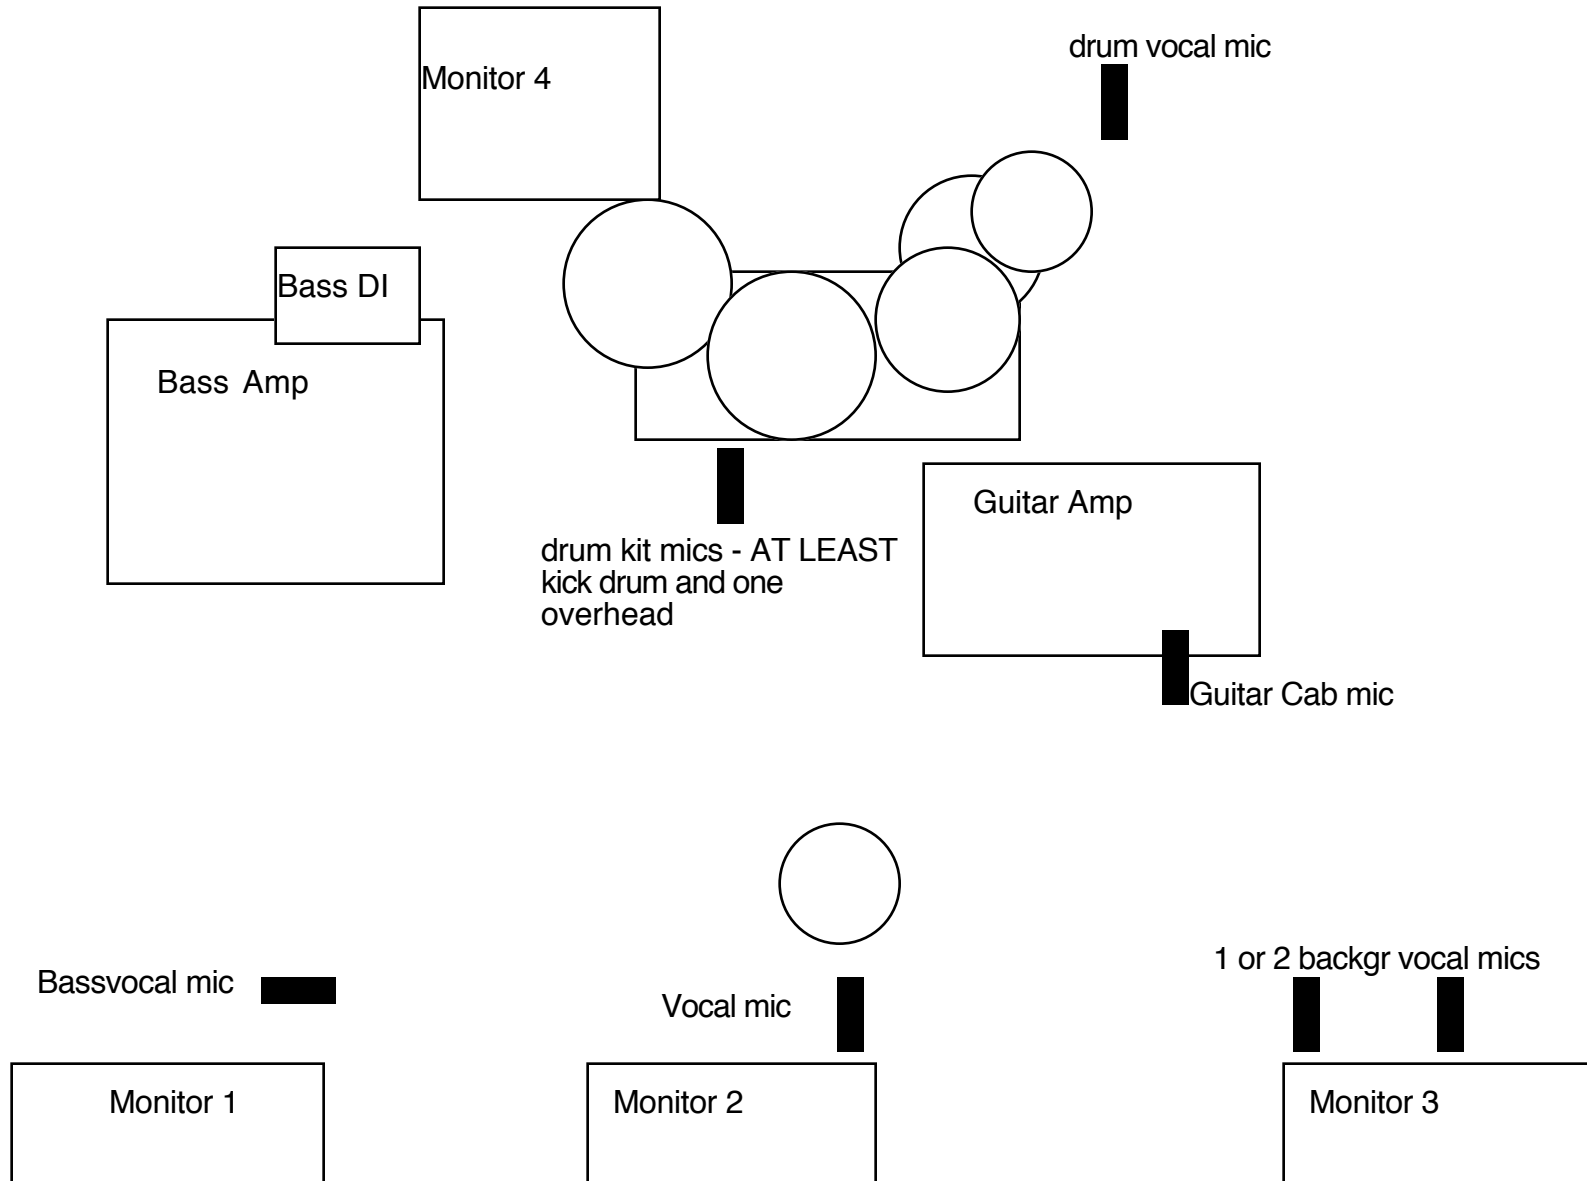 drum vocal mic
Monitor 4
Bass DI
Bass Amp
Guitar Amp
drum kit mics - AT LEAST
kick drum and one
overhead
Guitar Cab mic
1 or 2 backgr vocal mics
Bassvocal mic
Vocal mic
Monitor 1
Monitor 2
Monitor 3